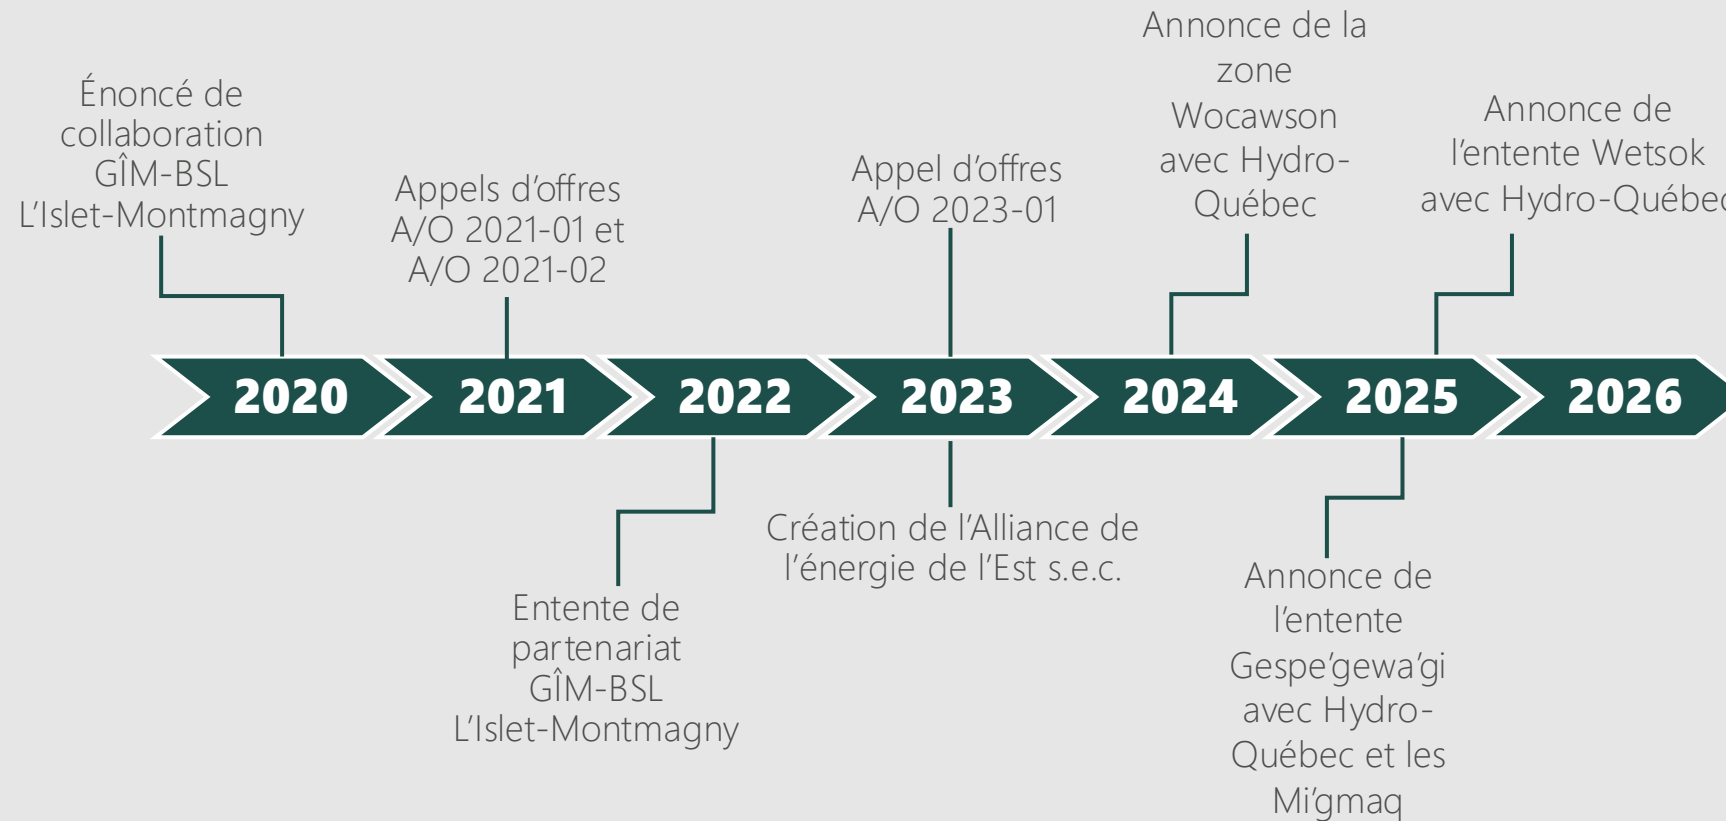 Énoncé de
collaboration
GÎM-BSL
L'Islet-Montmagny
Appels d'offres
A/O 2021-01 et
A/O 2021-02
Appel d'offres
A/O 2023-01
Annonce de la
zone
Wocawson
avec Hydro-
Québec
Annonce de
l'entente Wetsok
avec Hydro-Québec
2020
2021
2022
2023
2024
2025
2026
Entente de
partenariat
GÎM-BSL
L'Islet-Montmagny
Création de l'Alliance de
l'énergie de l'Est s.e.c.
Annonce de
l'entente
Gespe'gewa'gi
avec Hydro-
Québec et les
Mi'gmaq